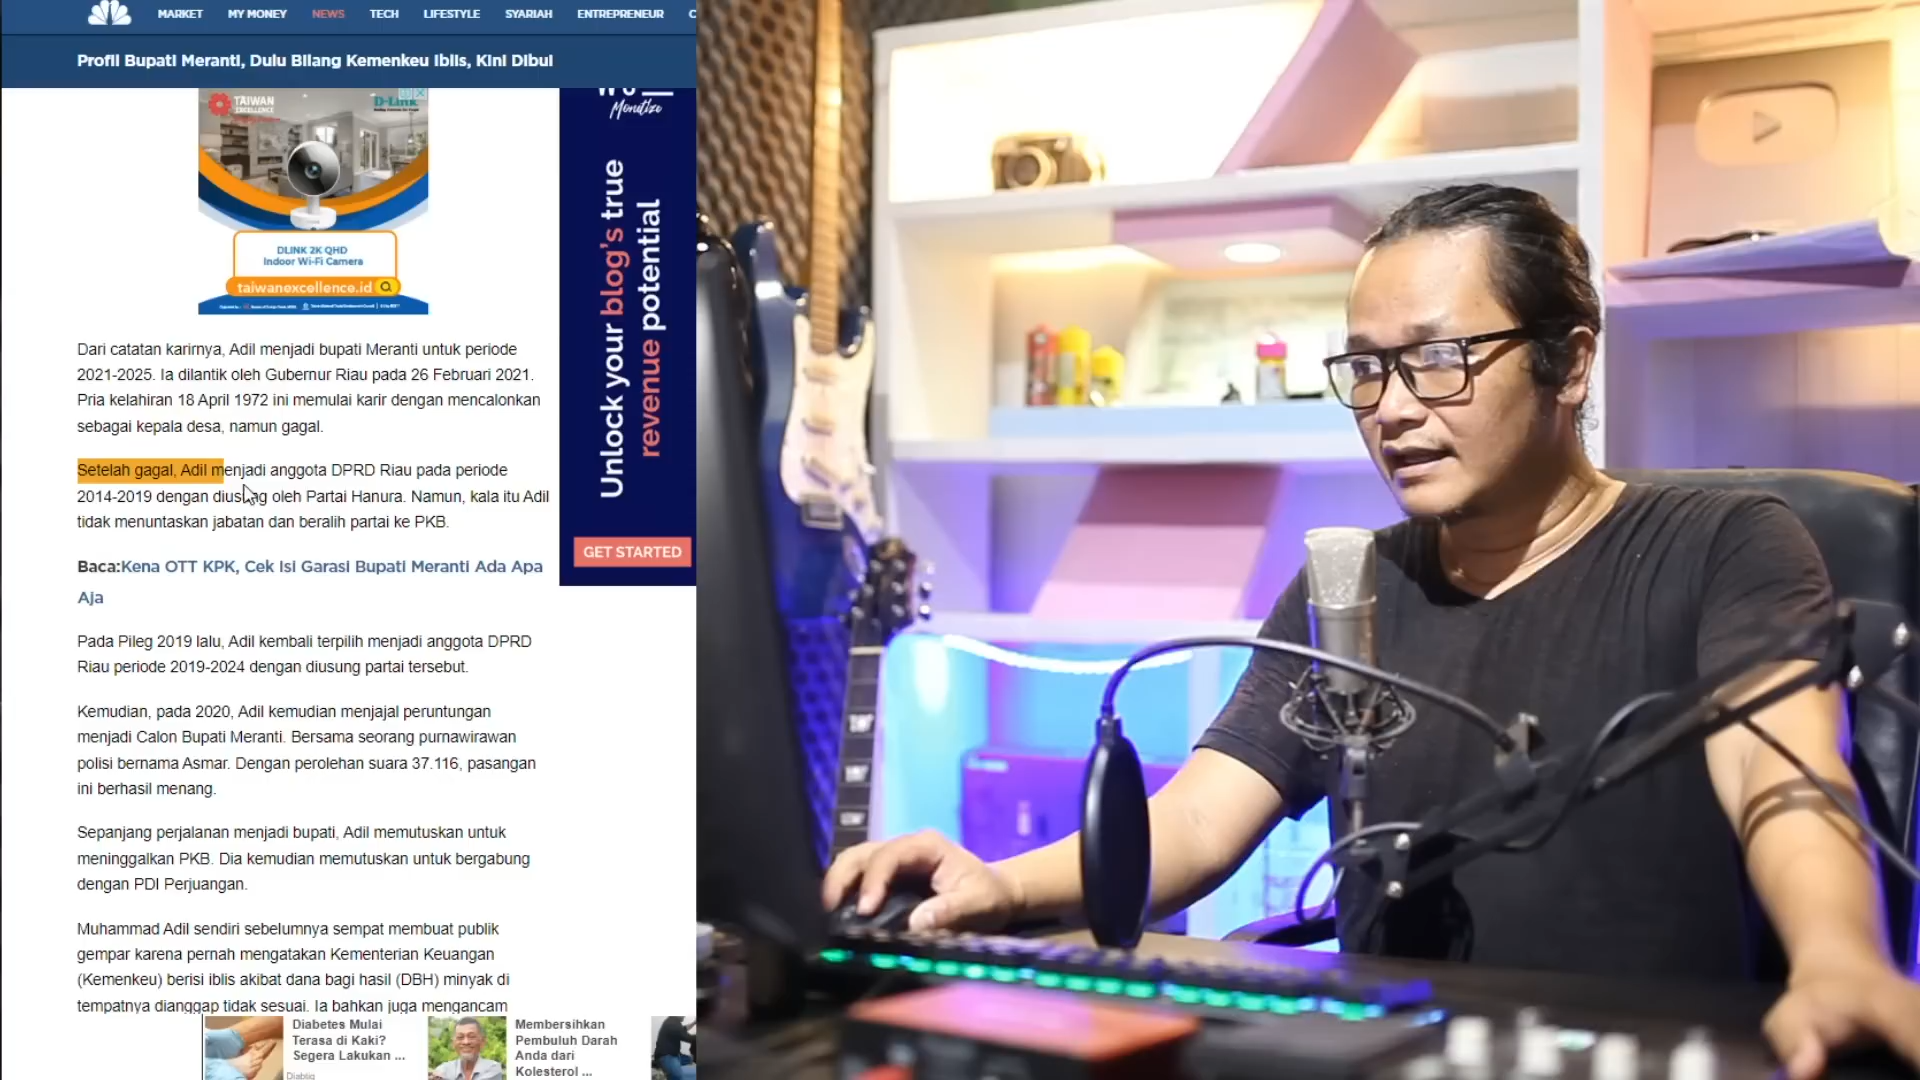 MARKET MY MONEY NEWS TECH LIFESTYLE SYARIAH ENTREPRENEUR
Profil Bupati Meranti, Dulu Bilang Kemenkeu Iblis, Kini Dibui
TAIWAN
EXCELLENCE
D-Link
DLINK 2K QHD
Indoor Wi-Fi Camera
taiwanexcellence.id
Monetize
Unlock your blog's true
revenue potential
GET STARTED
Dari catatan karirnya, Adil menjadi bupati Meranti untuk periode
2021-2025. Ia dilantik oleh Gubernur Riau pada 26 Februari 2021.
Pria kelahiran 18 April 1972 ini memulai karir dengan mencalonkan
sebagai kepala desa, namun gagal.
Setelah gagal, Adil menjadi anggota DPRD Riau pada periode
2014-2019 dengan diusung oleh Partai Hanura. Namun, kala itu Adil
tidak menuntaskan jabatan dan beralih partai ke PKB.
Baca:Kena OTT KPK, Cek Isi Garasi Bupati Meranti Ada Apa
Aja
Pada Pileg 2019 lalu, Adil kembali terpilih menjadi anggota DPRD
Riau periode 2019-2024 dengan diusung partai tersebut.
Kemudian, pada 2020, Adil kemudian menjajal peruntungan
menjadi Calon Bupati Meranti. Bersama seorang purnawirawan
polisi bernama Asmar. Dengan perolehan suara 37.116, pasangan
ini berhasil menang.
Sepanjang perjalanan menjadi bupati, Adil memutuskan untuk
meninggalkan PKB. Dia kemudian memutuskan untuk bergabung
dengan PDI Perjuangan.
Muhammad Adil sendiri sebelumnya sempat membuat publik
gempar karena pernah mengatakan Kementerian Keuangan
(Kemenkeu) berisi iblis akibat dana bagi hasil (DBH) minyak di
tempatnya dianggap tidak sesuai. Ia bahkan juga mengancam
Diabetes Mulai
Terasa di Kaki?
Segera Lakukan ...
Diabliq
Membersihkan
Pembuluh Darah
Anda dari
Kolesterol ...